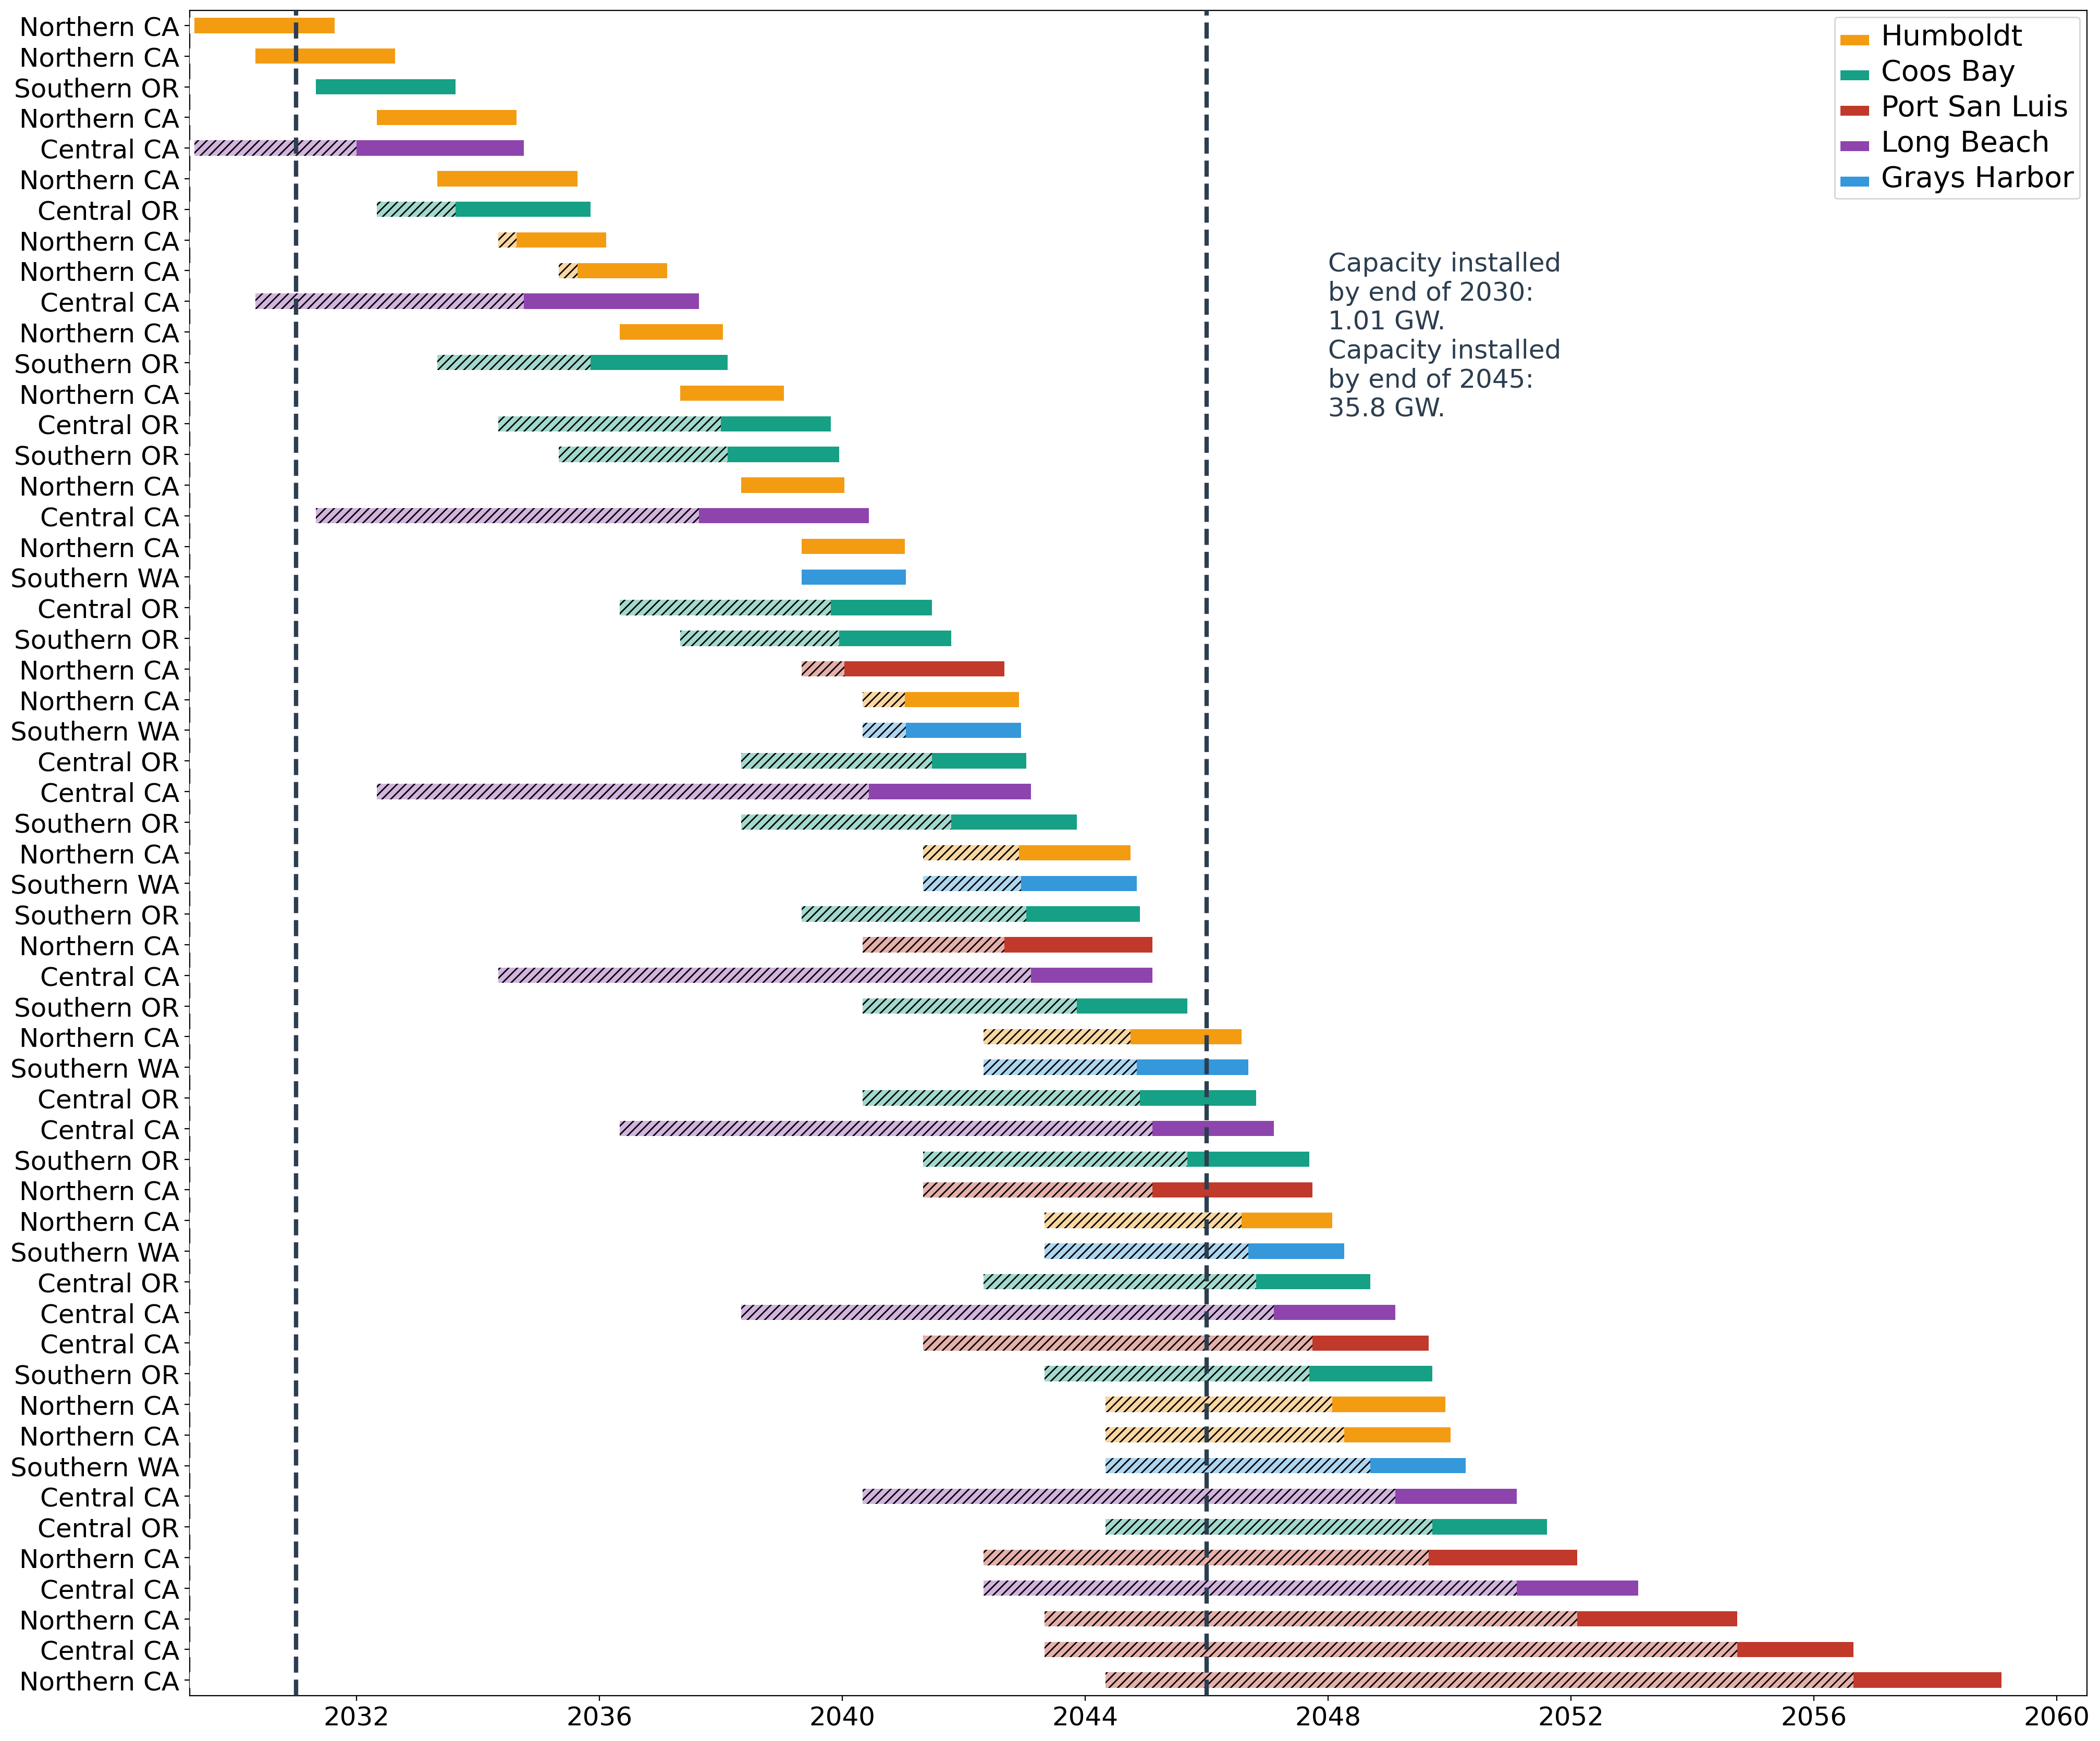 Northern CA
Northern CA
Southern OR
Northern CA
Central CA
Northern CA
Central OR
Northern CA
Northern CA
Central CA
Northern CA
Southern OR
Northern CA
Central OR
Southern OR
Northern CA
Central CA
Northern CA
Southern WA
Central OR
Southern OR
Northern CA
Northern CA
Southern WA
Central OR
Central CA
Southern OR
Northern CA
Southern WA
Southern OR
Northern CA
Central CA
Southern OR
Northern CA
Southern WA
Central OR
Central CA
Southern OR
Northern CA
Northern CA
Southern WA
Central OR
Central CA
Central CA
Southern OR
Northern CA
Northern CA
Southern WA
Central CA
Central OR
Northern CA
Central CA
Northern CA
Central CA
Northern CA
Humboldt
Coos Bay
Port San Luis
Long Beach
Grays Harbor
Capacity installed
by end of 2030:
1.01 GW.
Capacity installed
by end of 2045:
35.8 GW.
2032 2036 2040 2044 2048 2052 2056 2060